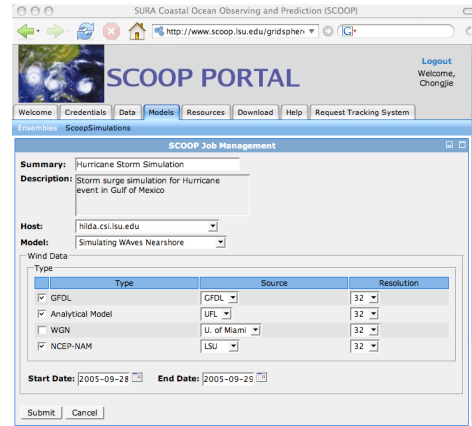 SURA Coastal Ocean Observing and Prediction (SCOOP)
http://www.scoop.lsu.edu/gridsphere
G
SCOOP PORTAL
Logout
Welcome,
Chongjie
Welcome Credentials Data Models Resources Download Help Request Tracking System
Ensembles ScoopSimulations
SCOOP Job Management
Summary: Hurricane Storm Simulation
Description: Storm surge simulation for Hurricane
event in Gulf of Mexico
Host: hilda.csi.lsu.edu
Model: Simulating WAves Nearshore
Wind Data
Type
Type Source Resolution
GFDL GFDL 32
Analytical Model UFL 32
WGN U. of Miami 32
NCEP-NAM LSU 32
Start Date: 2005-09-28 End Date: 2005-09-29
Submit Cancel